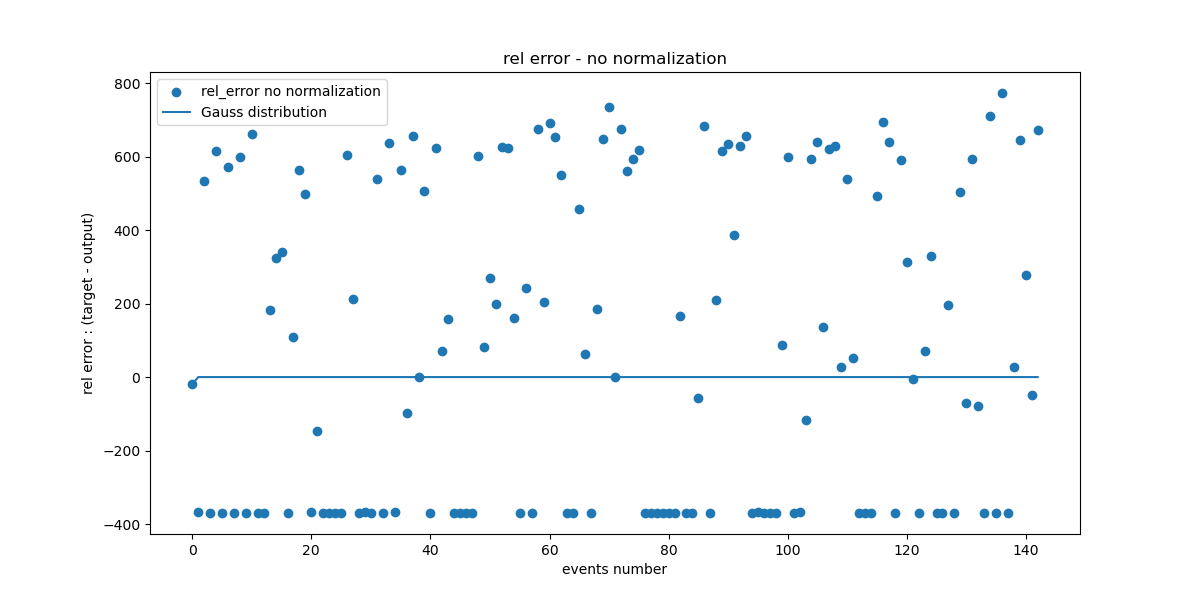 rel error - no normalization
rel_error no normalization
Gauss distribution
rel error : (target - output)
800
600
400
200
0
−200
−400
0 20 40 60 80 100 120 140
events number